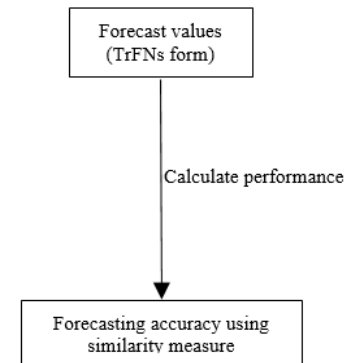 Forecast values
(TrFNs form)
Calculate performance
Forecasting accuracy using
similarity measure